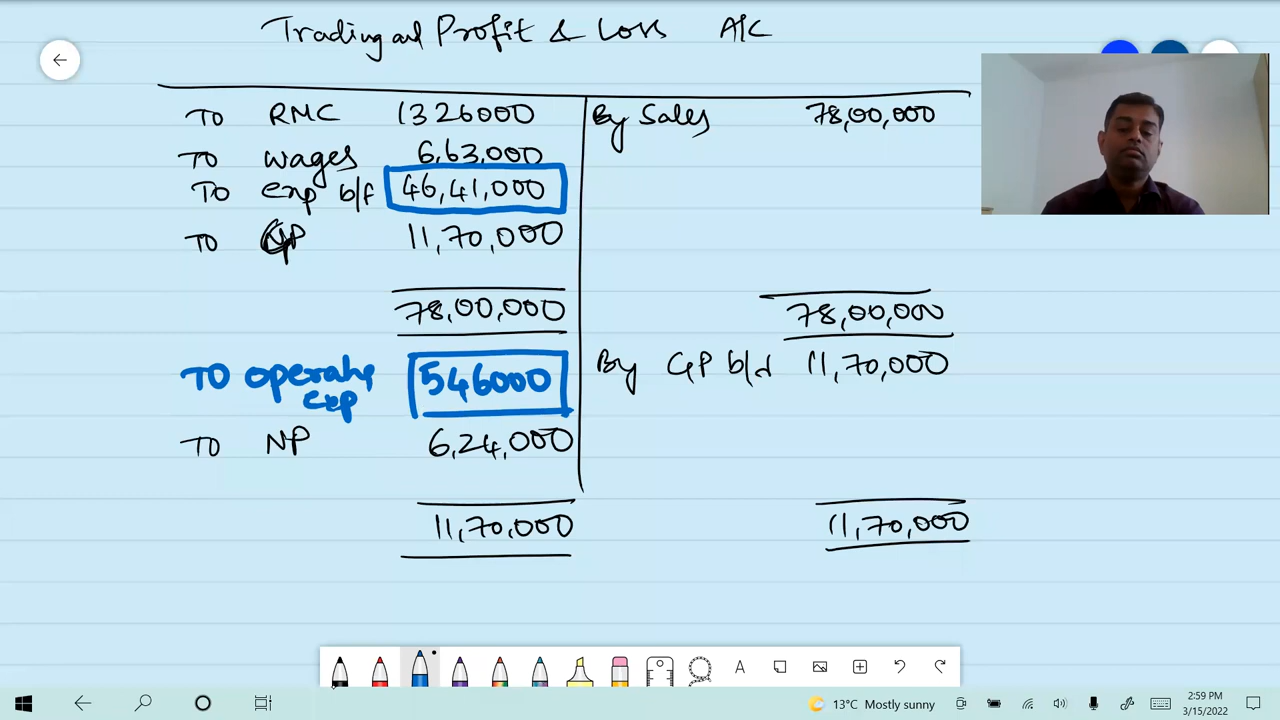 Trading and Profit & Loss A/C
To RMC 1326000 By Sales 78,00,000
To wages 6,63,000
To exp b/f 46,41,000
To GP 11,70,000
78,00,000 78,00,000
To operating exp 546000 By GP b/d 11,70,000
To NP 6,24,000
11,70,000 11,70,000
A
13°C Mostly sunny
2:59 PM
3/15/2022